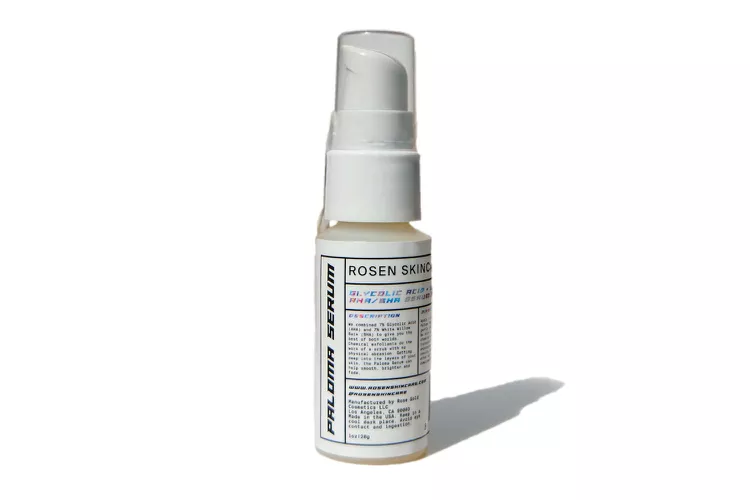 PALOMA SERUM
ROSEN SKINC
GLYCOLIC ACID +
AHA/BHA SERUM
DESCRIPTION
We combined 7% Glycolic Acid
(AHA) and 7% White Willow
Bark (BHA) to give you the
best of both worlds.
Chemical exfoliants do the
work of a scrub with no
physical abrasion. Getting
deep into the layers of your
skin, the Paloma Serum can
help smooth, brighten and
fade.
WWW.ROSENSKINCARE.COM
@ROSENSKINCARE
Manufactured by Rose Gold
Cosmetics LLC
Los Angeles, CA
Made in the USA. Keep in a
cool dark place. Avoid eye
contact and ingestion.
1oz|28g